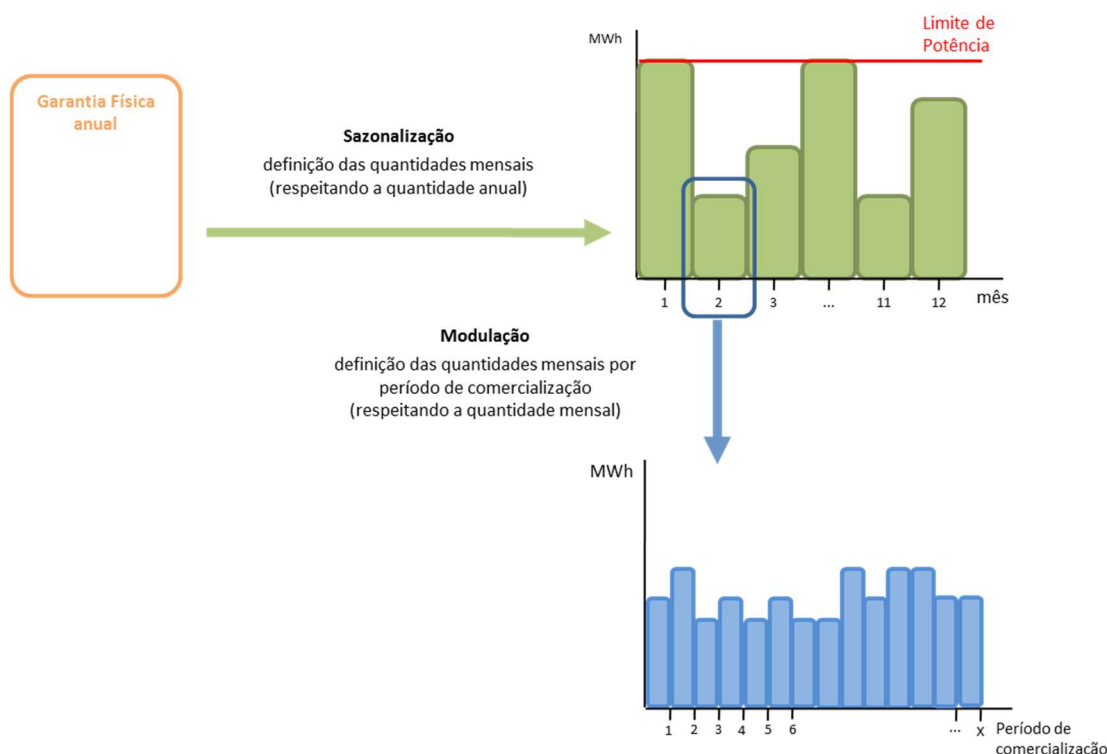 Garantia Física
anual
Sazonalização
definição das quantidades mensais
(respeitando a quantidade anual)
MWh
Limite de
Potência
1 2 3 ... 11 12 mês
Modulação
definição das quantidades mensais por
período de comercialização
(respeitando a quantidade mensal)
MWh
1 2 3 4 5 6 ... X Período de
comercialização